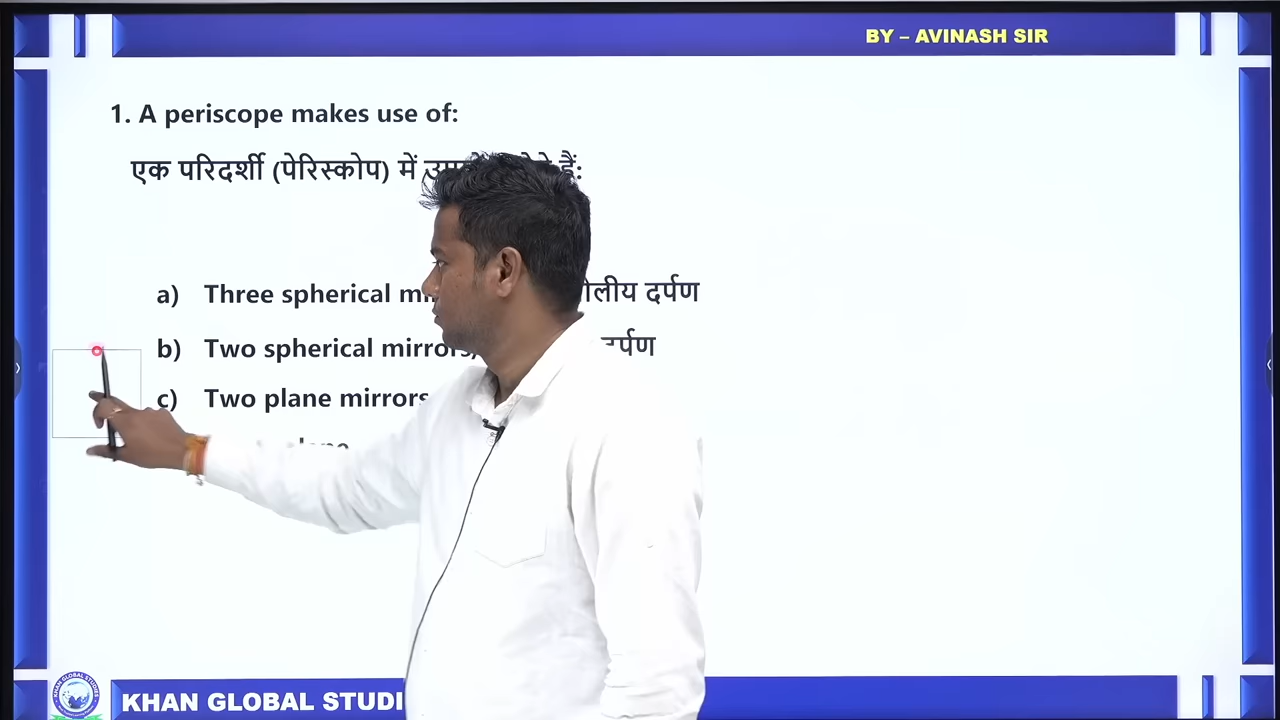 BY – AVINASH SIR
1. A periscope makes use of:
एक परिदर्शी (पेरिस्कोप) में हैं:
a) Three spherical दर्पण
b) Two spherical mirrors/ दर्पण
c) Two plane mirrors
KHAN GLOBAL